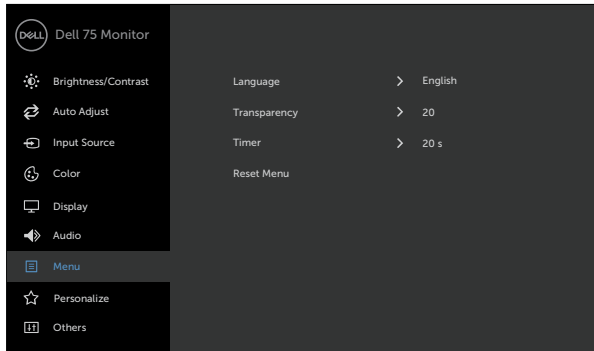 DELL Dell 75 Monitor
Brightness/Contrast
Auto Adjust
Input Source
Color
Display
Audio
Menu
Personalize
Others
Language > English
Transparency > 20
Timer > 20 s
Reset Menu